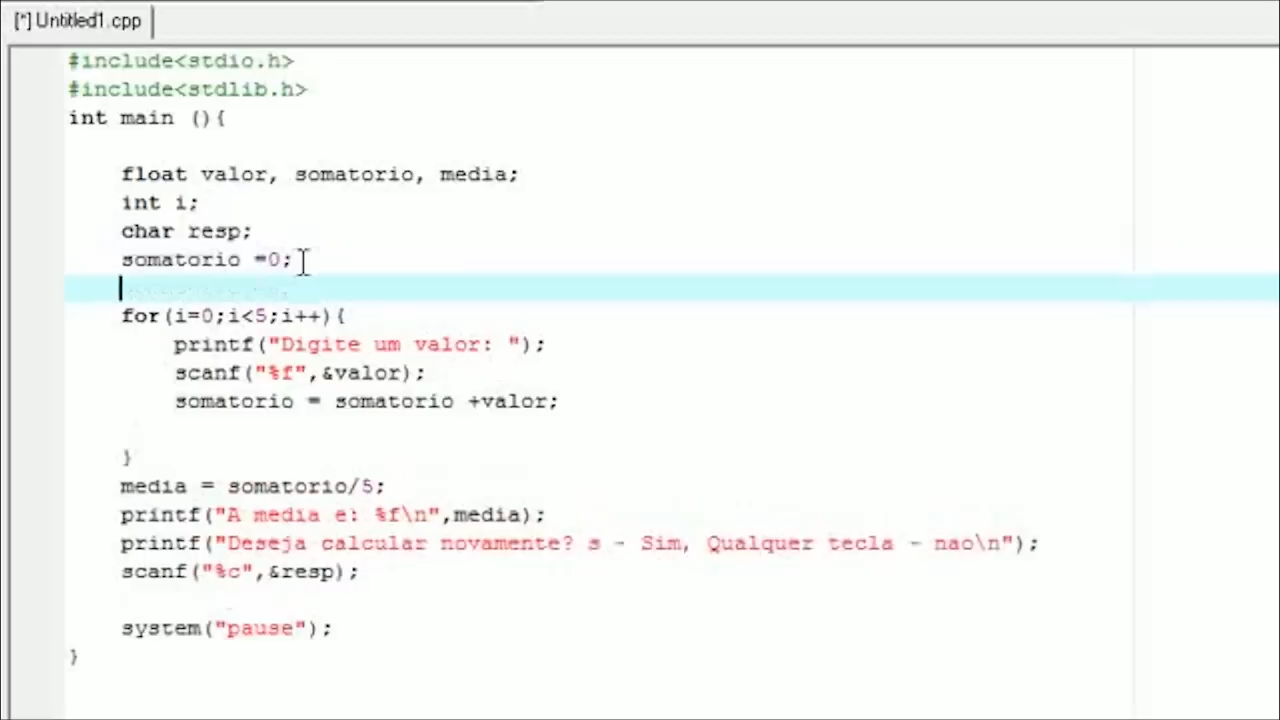 [*] Untitled1.cpp
#include<stdio.h>
#include<stdlib.h>
int main (){
float valor, somatorio, media;
int i;
char resp;
somatorio =0;
for(i=0;i<5;i++){
printf("Digite um valor: ");
scanf("%f",&valor);
somatorio = somatorio +valor;
}
media = somatorio/5;
printf("A media e: %f\n",media);
printf("Deseja calcular novamente? s - Sim, Qualquer tecla - nao\n");
scanf("%c",&resp);
system("pause");
}